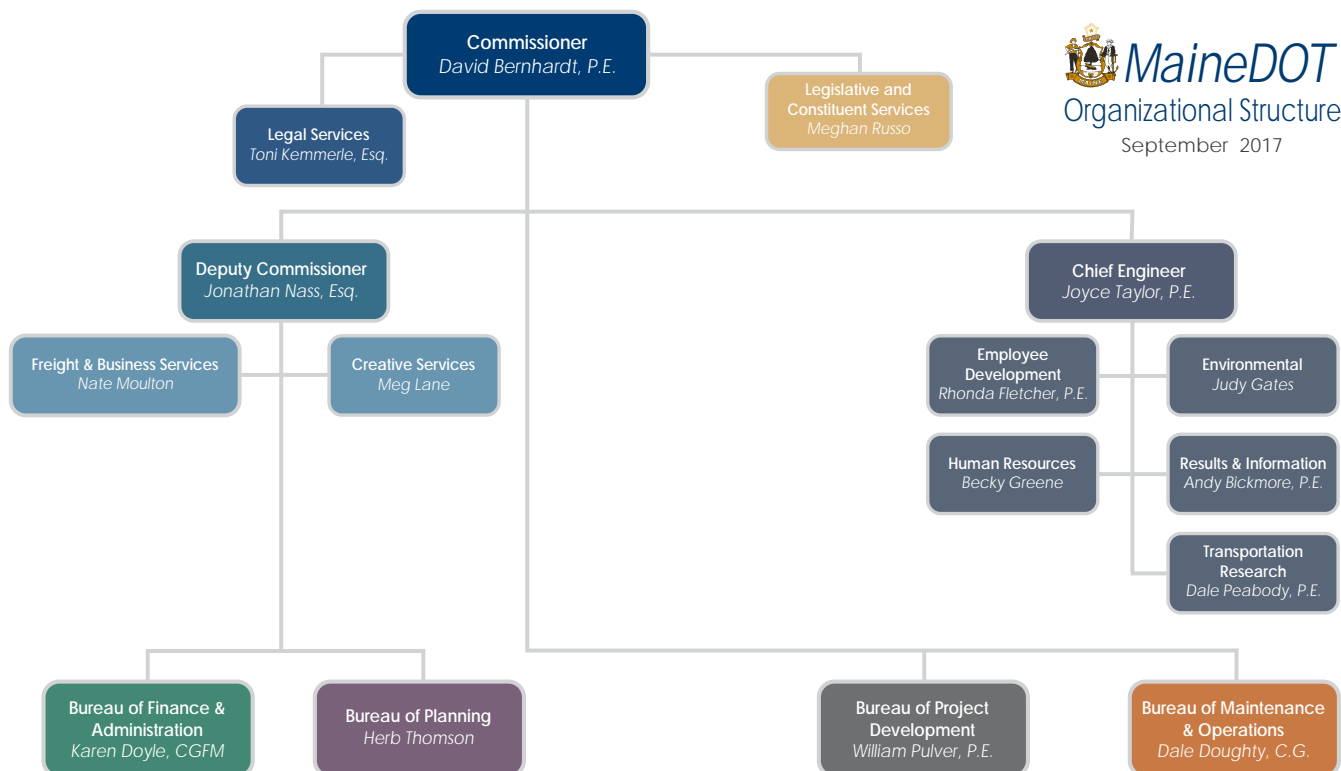 Commissioner
David Bernhardt, P.E.
MaineDOT
Organizational Structure
September 2017
Legal Services
Toni Kemmerle, Esq.
Legislative and
Constituent Services
Meghan Russo
Deputy Commissioner
Jonathan Nass, Esq.
Chief Engineer
Joyce Taylor, P.E.
Freight & Business Services
Nate Moulton
Creative Services
Meg Lane
Employee
Development
Rhonda Fletcher, P.E.
Environmental
Judy Gates
Human Resources
Becky Greene
Results & Information
Andy Bickmore, P.E.
Transportation
Research
Dale Peabody, P.E.
Bureau of Finance &
Administration
Karen Doyle, CGFM
Bureau of Planning
Herb Thomson
Bureau of Project
Development
William Pulver, P.E.
Bureau of Maintenance
& Operations
Dale Doughty, C.G.